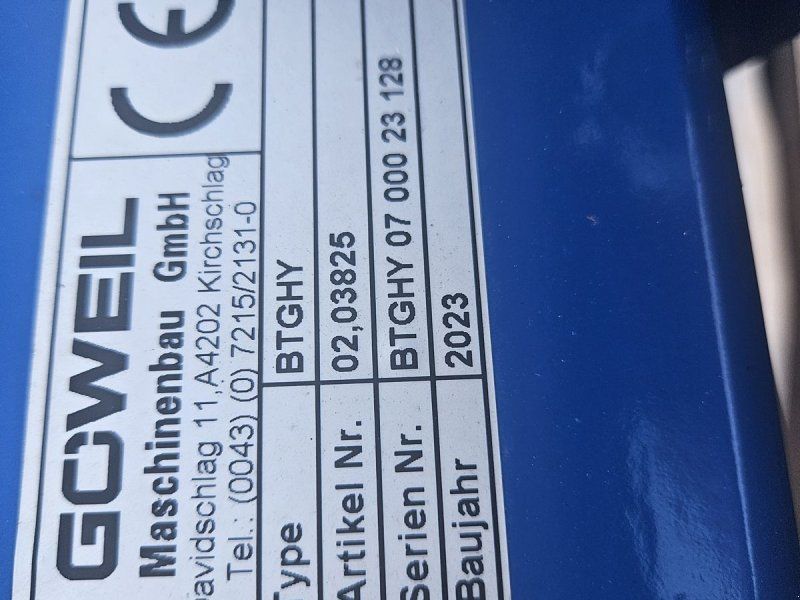 GÖWEIL CE
Maschinenbau GmbH
Davidschlag 11,A4202 Kirchschlag
Tel.: (0043) (0) 7215/2131-0
Type BTGHY
Artikel Nr. 02,03825
Serien Nr. BTGHY 07 000 23 128
Baujahr 2023